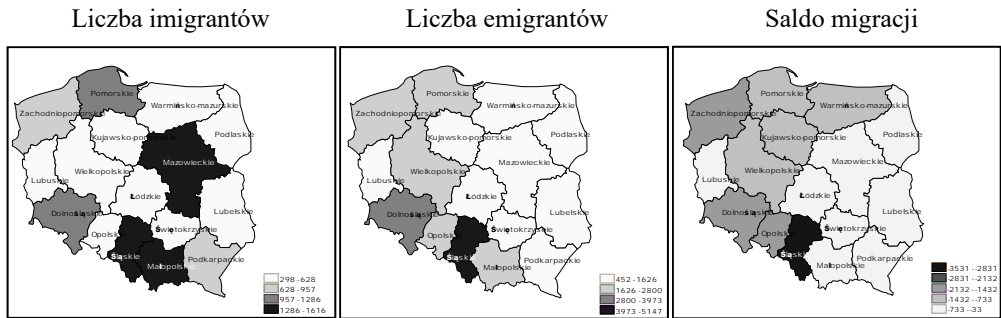 Liczba imigrantów
Liczba emigrantów
Saldo migracji
Pomorskie
Warmińsko-mazurskie
Zachodniopomorskie
Podlaskie
Kujawsko-pomorskie
Mazowieckie
Wielkopolskie
Lubuskie
Łódzkie
Lubelskie
Dolnośląskie
Świętokrzyskie
Opolskie
Śląskie
Małopolskie
Podkarpackie
298 - 628
628 - 957
957 - 1286
1286 - 1616
Pomorskie
Warmińsko-mazurskie
Zachodniopomorskie
Podlaskie
Kujawsko-pomorskie
Mazowieckie
Wielkopolskie
Lubuskie
Łódzkie
Lubelskie
Dolnośląskie
Świętokrzyskie
Opolskie
Śląskie
Małopolskie
Podkarpackie
452 - 1626
1626 - 2800
2800 - 3973
3973 - 5147
Pomorskie
Warmińsko-mazurskie
Zachodniopomorskie
Podlaskie
Kujawsko-pomorskie
Mazowieckie
Wielkopolskie
Lubuskie
Łódzkie
Lubelskie
Dolnośląskie
Świętokrzyskie
Opolskie
Śląskie
Małopolskie
Podkarpackie
-3531 - -2831
-2831 - -2132
-2132 - -1432
-1432 - -733
-733 - -33